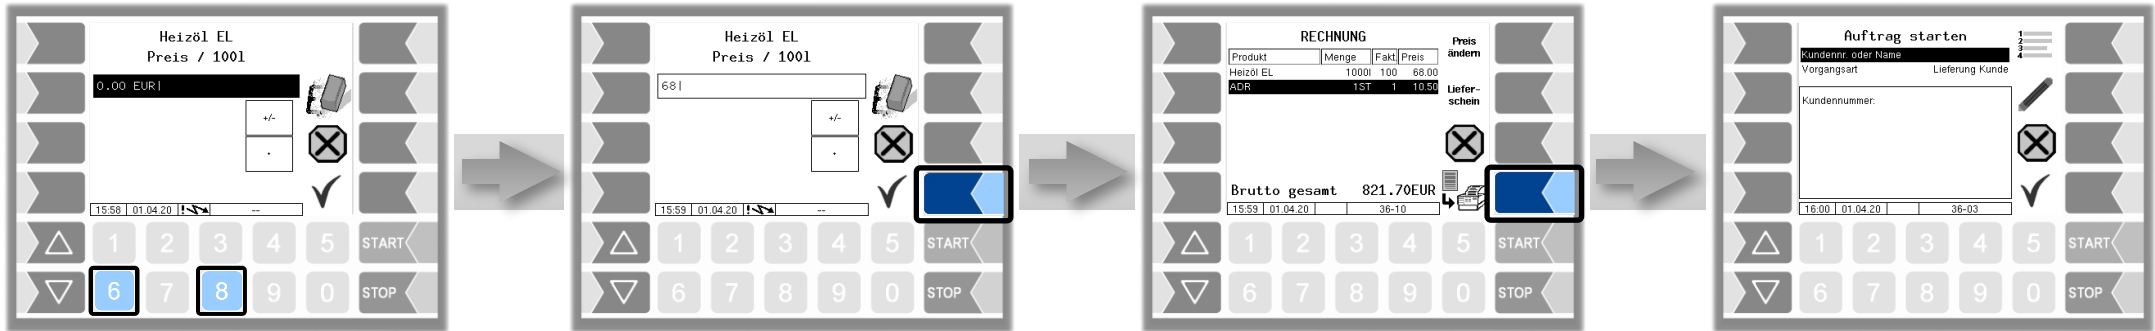 Heizöl EL
Preis / 100l
0.00 EUR|
+/-
.
15:58 01.04.20 --
1 2 3 4 5 START
6 7 8 9 0 STOP
Heizöl EL
Preis / 100l
68|
+/-
.
15:59 01.04.20 --
1 2 3 4 5 START
6 7 8 9 0 STOP
RECHNUNG
Preis
ändern
Produkt Menge Fakt. Preis
Heizöl EL 1000l 100 68.00
ADR 1ST 1 10.50
Liefer-
schein
Brutto gesamt 821.70EUR
15:59 01.04.20 36-10
1 2 3 4 5 START
6 7 8 9 0 STOP
Auftrag starten
1
2
3
4
Kundennr. oder Name
Vorgangsart Lieferung Kunde
Kundennummer:
16:00 01.04.20 36-03
1 2 3 4 5 START
6 7 8 9 0 STOP